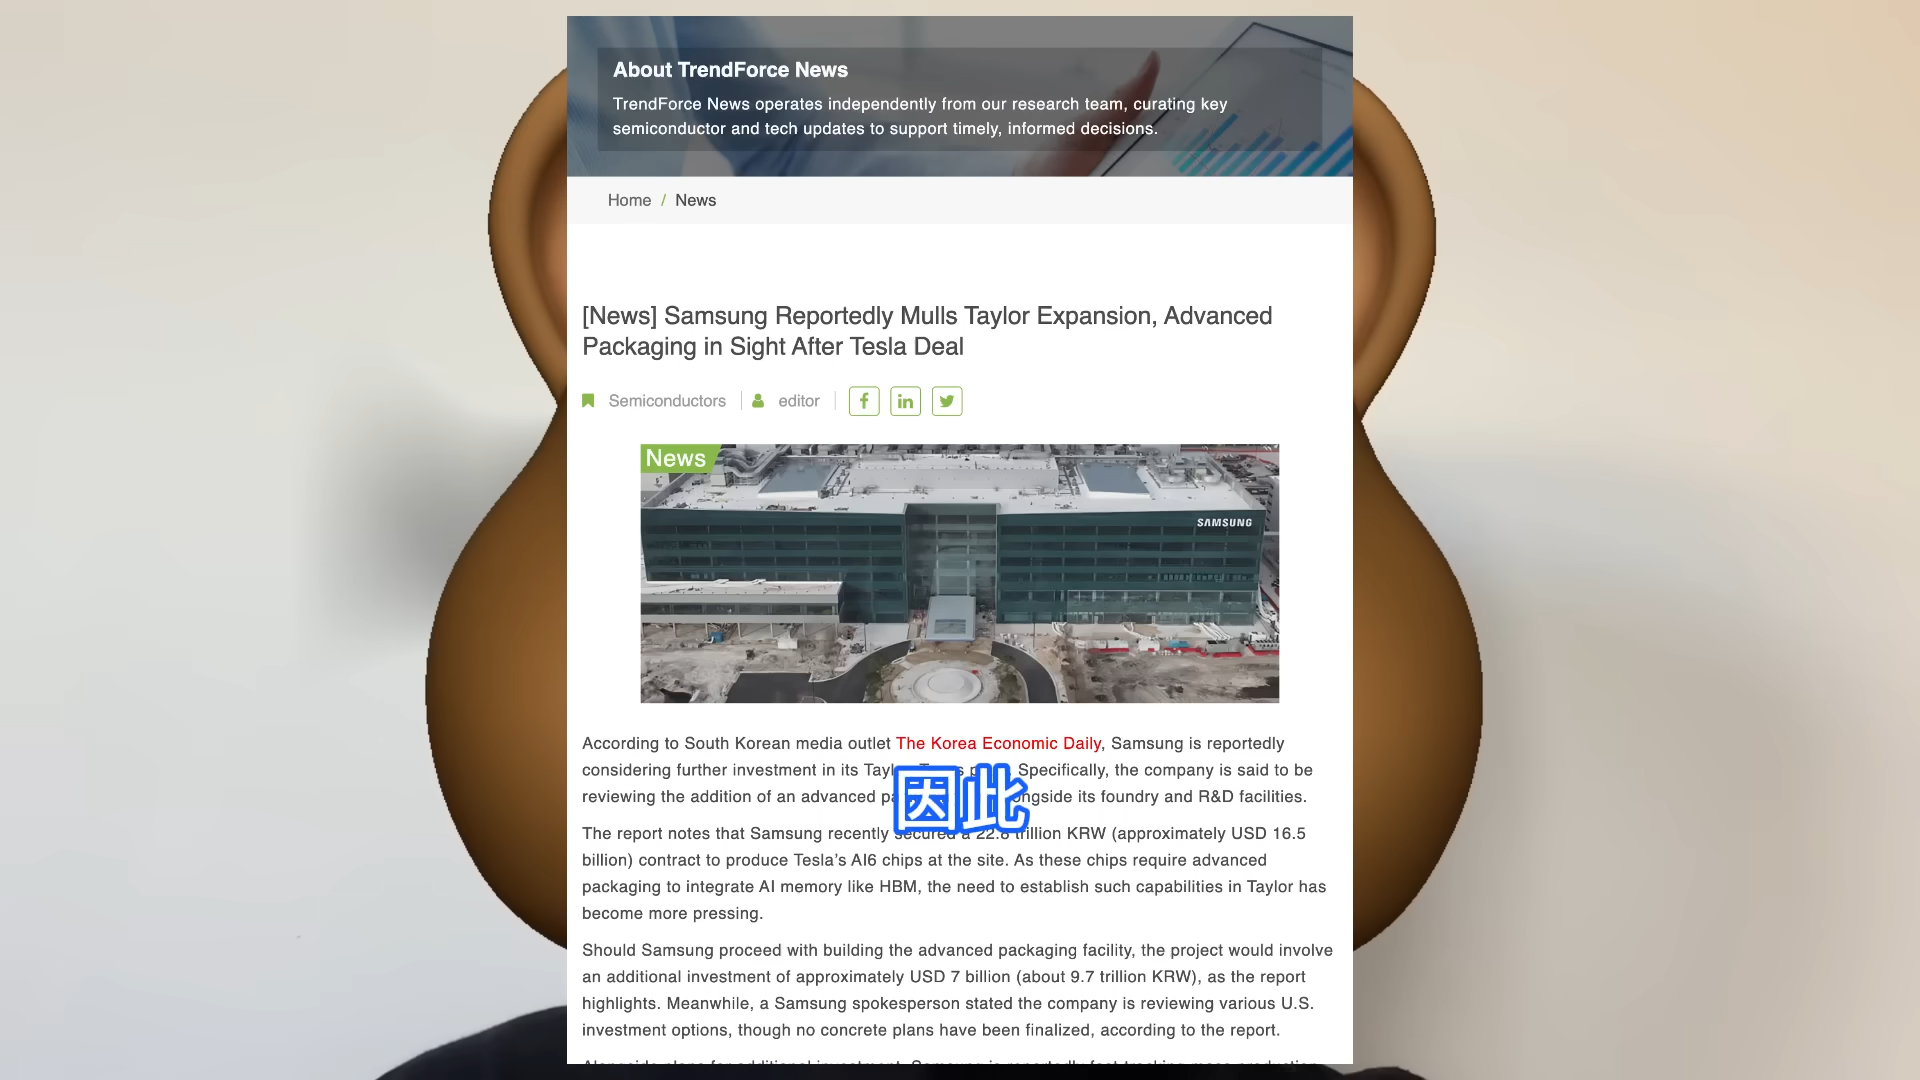 About TrendForce News
TrendForce News operates independently from our research team, curating key
semiconductor and tech updates to support timely, informed decisions.
Home / News
[News] Samsung Reportedly Mulls Taylor Expansion, Advanced
Packaging in Sight After Tesla Deal
Semiconductors editor
News
SAMSUNG
According to South Korean media outlet The Korea Economic Daily, Samsung is reportedly
considering further investment in its Specifically, the company is said to be
reviewing the addition of an advanced its foundry and R&D facilities.
因此
The report notes that Samsung recently secured a 22.8 trillion KRW (approximately USD 16.5
billion) contract to produce Tesla’s AI6 chips at the site. As these chips require advanced
packaging to integrate AI memory like HBM, the need to establish such capabilities in Taylor has
become more pressing.
Should Samsung proceed with building the advanced packaging facility, the project would involve
an additional investment of approximately USD 7 billion (about 9.7 trillion KRW), as the report
highlights. Meanwhile, a Samsung spokesperson stated the company is reviewing various U.S.
investment options, though no concrete plans have been finalized, according to the report.